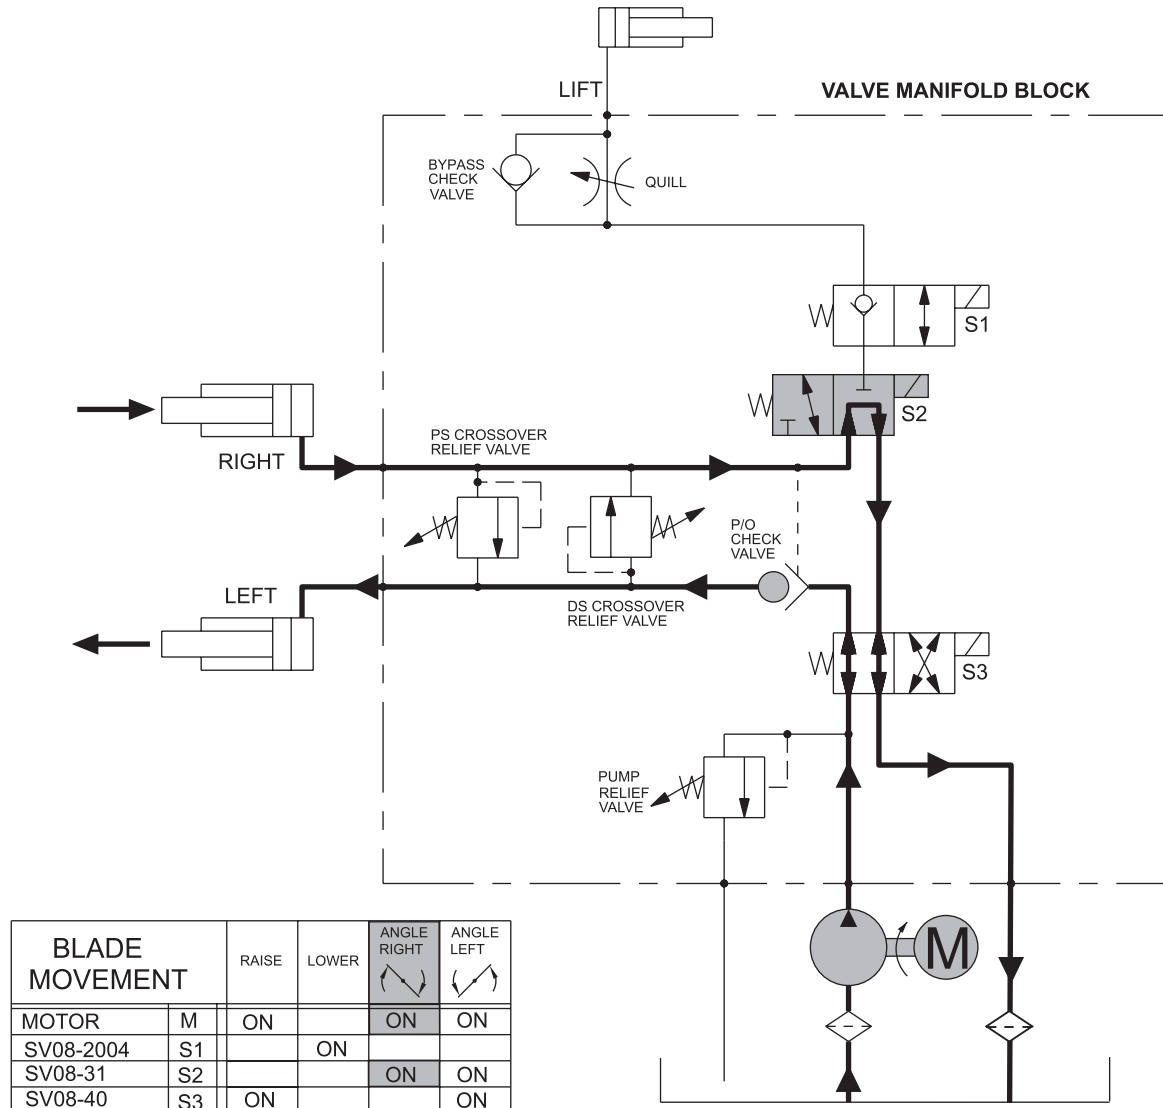 LIFT
VALVE MANIFOLD BLOCK
BYPASS
CHECK
VALVE
QUILL
S1
S2
PS CROSSOVER
RELIEF VALVE
RIGHT
P/O
CHECK
VALVE
LEFT
DS CROSSOVER
RELIEF VALVE
S3
PUMP
RELIEF
VALVE
M
BLADE
MOVEMENT
RAISE
LOWER
ANGLE
RIGHT
ANGLE
LEFT
MOTOR M ON ON ON
SV08-2004 S1 ON
SV08-31 S2 ON ON
SV08-40 S3 ON ON